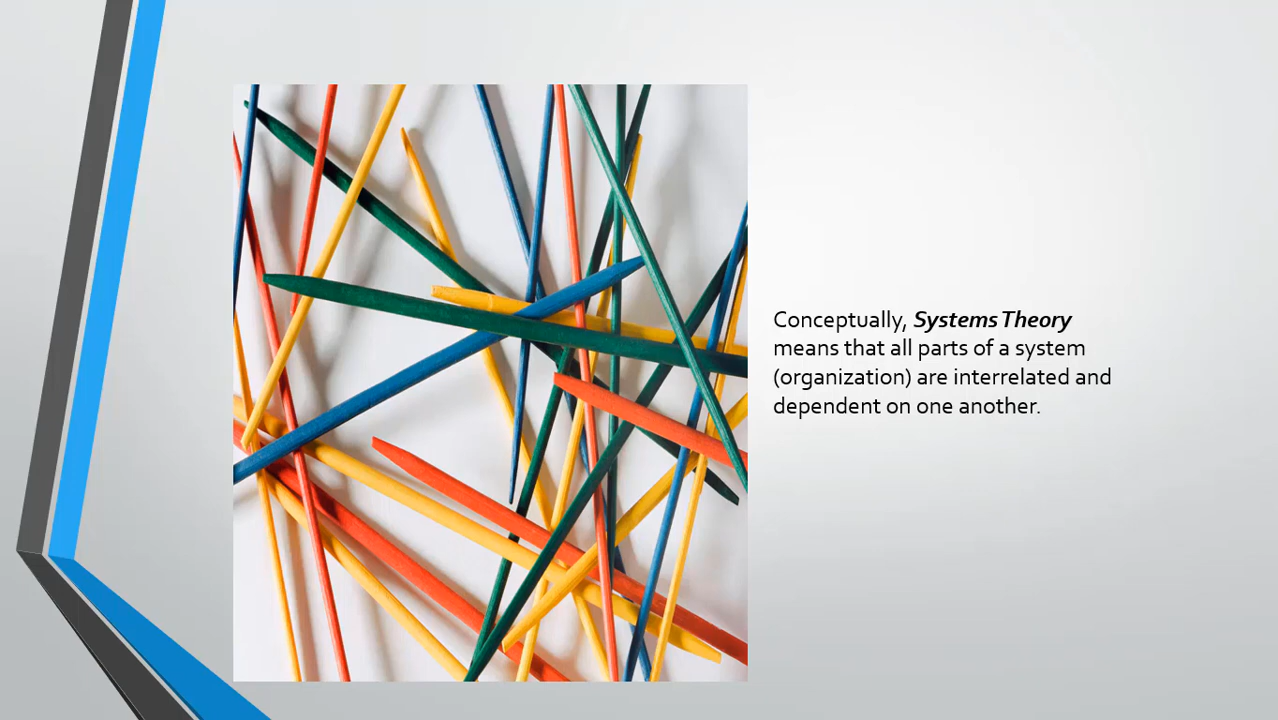 Conceptually, Systems Theory
means that all parts of a system
(organization) are interrelated and
dependent on one another.